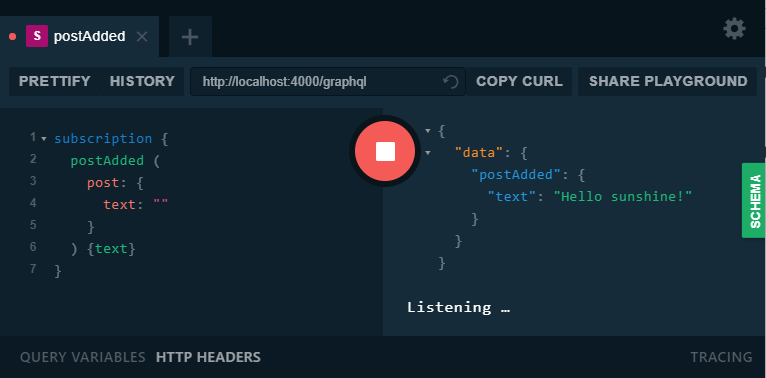 S postAdded
PRETTIFY HISTORY http://localhost:4000/graphql COPY CURL SHARE PLAYGROUND
1 subscription {
2 postAdded (
3 post: {
4 text: ""
5 }
6 ) {text}
7 }
{
"data": {
"postAdded": {
"text": "Hello sunshine!"
}
}
}
Listening …
SCHEMA
QUERY VARIABLES HTTP HEADERS TRACING